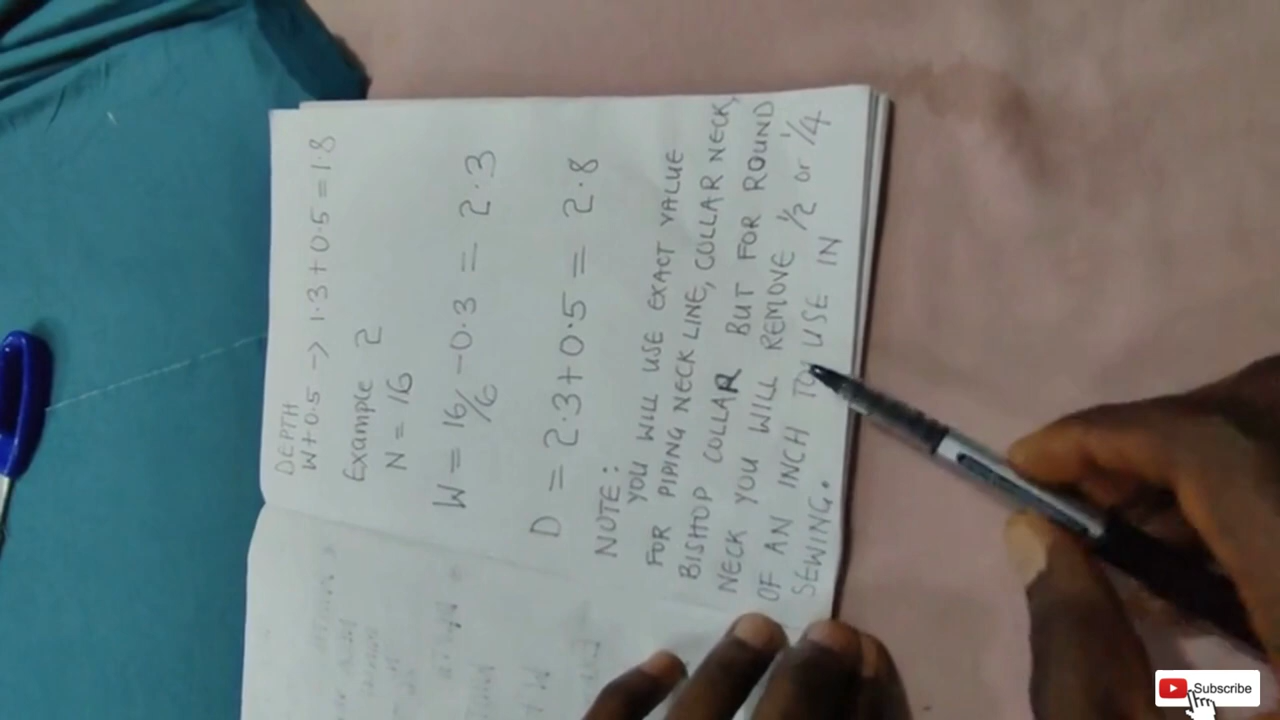 DEPTH
W+0.5 -> 1.3+0.5=1.8
Example 2
N = 16
W = 16/6 -0.3 = 2.3
D = 2.3+0.5 = 2.8
NOTE:
YOU WILL USE EXACT VALUE
FOR PIPING NECK LINE, COLLAR NECK,
BISHOP COLLAR BUT FOR ROUND
NECK YOU WILL REMOVE 1/2 or 1/4
OF AN INCH TO USE IN
SEWING.
Subscribe